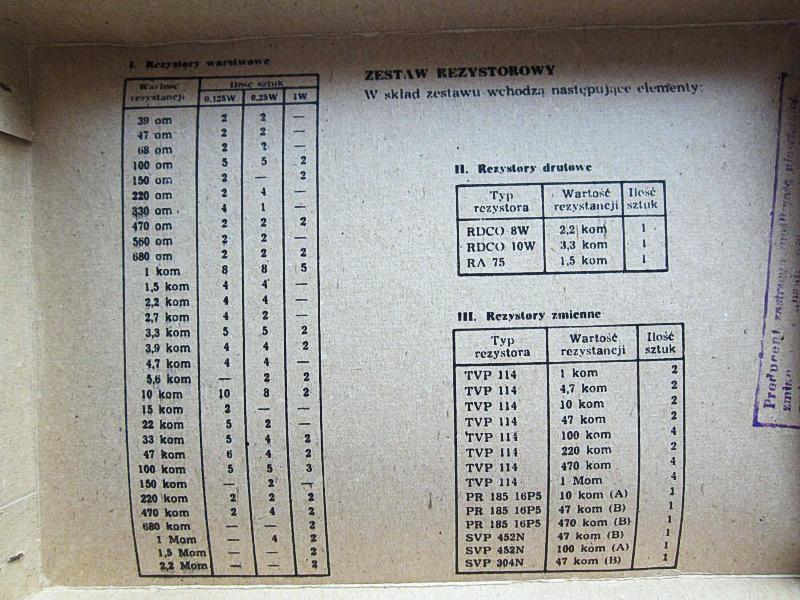 I. Rezystory warstwowe
Wartość rezystancji | Ilość sztuk
0,125W | 0,25W | 1W
39 om | 2 | 2 | —
47 om | 2 | 2 | —
68 om | 2 | 2 | —
100 om | 5 | 5 | 2
150 om | 2 | — | 2
220 om | 2 | 4 | —
330 om | 4 | 1 | —
470 om | 2 | 2 | 2
560 om | 2 | 2 | —
680 om | 2 | 2 | 2
1 kom | 8 | 8 | 5
1,5 kom | 4 | 4 | —
2,2 kom | 4 | 4 | —
2,7 kom | 4 | 2 | —
3,3 kom | 5 | 5 | 2
3,9 kom | 4 | 4 | 2
4,7 kom | 4 | 4 | —
5,6 kom | — | 2 | 2
10 kom | 10 | 8 | 2
15 kom | 2 | — | —
22 kom | 5 | 2 | —
33 kom | 5 | 4 | 2
47 kom | 6 | 4 | 2
100 kom | 5 | 5 | 3
150 kom | — | 2 | —
220 kom | 2 | 2 | 2
470 kom | 2 | 4 | 2
680 kom | — | — | 2
1 Mom | — | 4 | 2
1,5 Mom | — | — | 2
2,2 Mom | — | — | 2
ZESTAW REZYSTOROWY
W skład zestawu wchodzą następujące elementy:
II. Rezystory drutowe
Typ rezystora | Wartość rezystancji | Ilość sztuk
RDCO 8W | 2,2 kom | 1
RDCO 10W | 3,3 kom | 1
RA 75 | 1,5 kom | 1
III. Rezystory zmienne
Typ rezystora | Wartość rezystancji | Ilość sztuk
TVP 114 | 1 kom | 2
TVP 114 | 4,7 kom | 2
TVP 114 | 10 kom | 2
TVP 114 | 47 kom | 2
TVP 114 | 100 kom | 4
TVP 114 | 220 kom | 2
TVP 114 | 470 kom | 4
TVP 114 | 1 Mom | 4
PR 185 16P5 | 10 kom (A) | 1
PR 185 16P5 | 47 kom (B) | 1
PR 185 16P5 | 470 kom (B) | 1
SVP 452N | 47 kom (B) | 1
SVP 452N | 100 kom (A) | 1
SVP 304N | 47 kom (B) | 1
Producent zastrzega możliwość